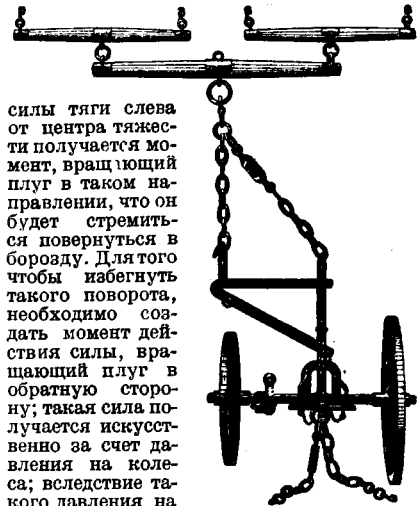 силы тяги слева
от центра тяжес-
ти получается мо-
мент, вращающий
плуг в таком на-
правлении, что он
будет стремить-
ся повернуться в
борозду. Для того
чтобы избегнуть
такого поворота,
необходимо соз-
дать момент дей-
ствия силы, вра-
щающий плуг в
обратную сторо-
ну; такая сила по-
лучается искусст-
венно за счет да-
вления на коле-
са; вследствие та-
кого давления на